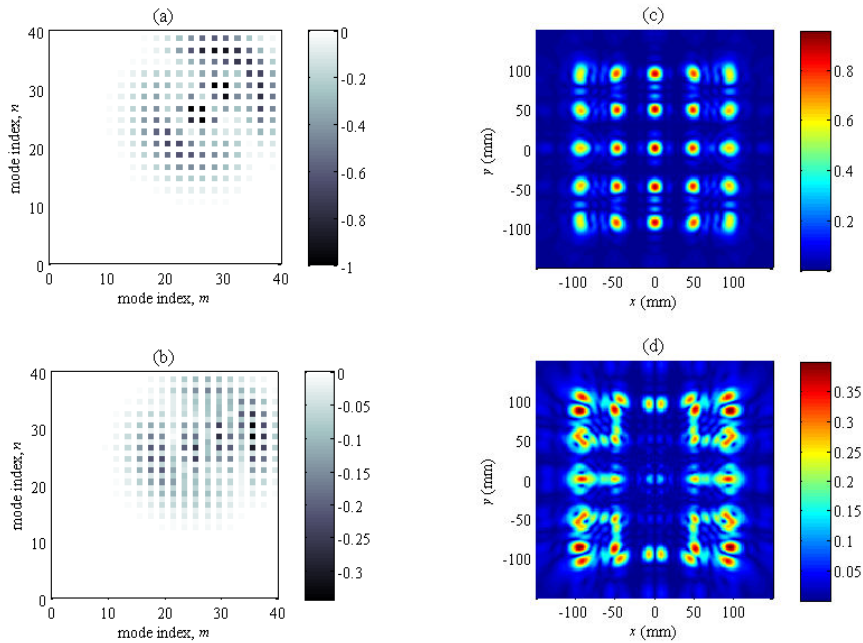 (a)
40
30
20
10
0
mode index, n
0 10 20 30 40
mode index, m
0
-0.2
-0.4
-0.6
-0.8
-1
(c)
100
50
0
-50
-100
y (mm)
-100 -50 0 50 100
x (mm)
0.8
0.6
0.4
0.2
(b)
40
30
20
10
0
mode index, n
0 10 20 30 40
mode index, m
0
-0.05
-0.1
-0.15
-0.2
-0.25
-0.3
(d)
100
50
0
-50
-100
y (mm)
-150 -100 -50 0 50 100
x (mm)
0.35
0.3
0.25
0.2
0.15
0.1
0.05